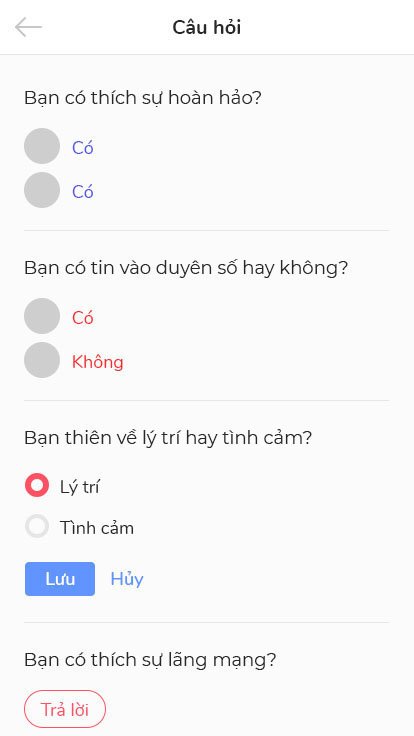 Câu hỏi
Bạn có thích sự hoàn hảo?
Có
Có
Bạn có tin vào duyên số hay không?
Có
Không
Bạn thiên về lý trí hay tình cảm?
Lý trí
Tình cảm
Lưu Hủy
Bạn có thích sự lãng mạng?
Trả lời